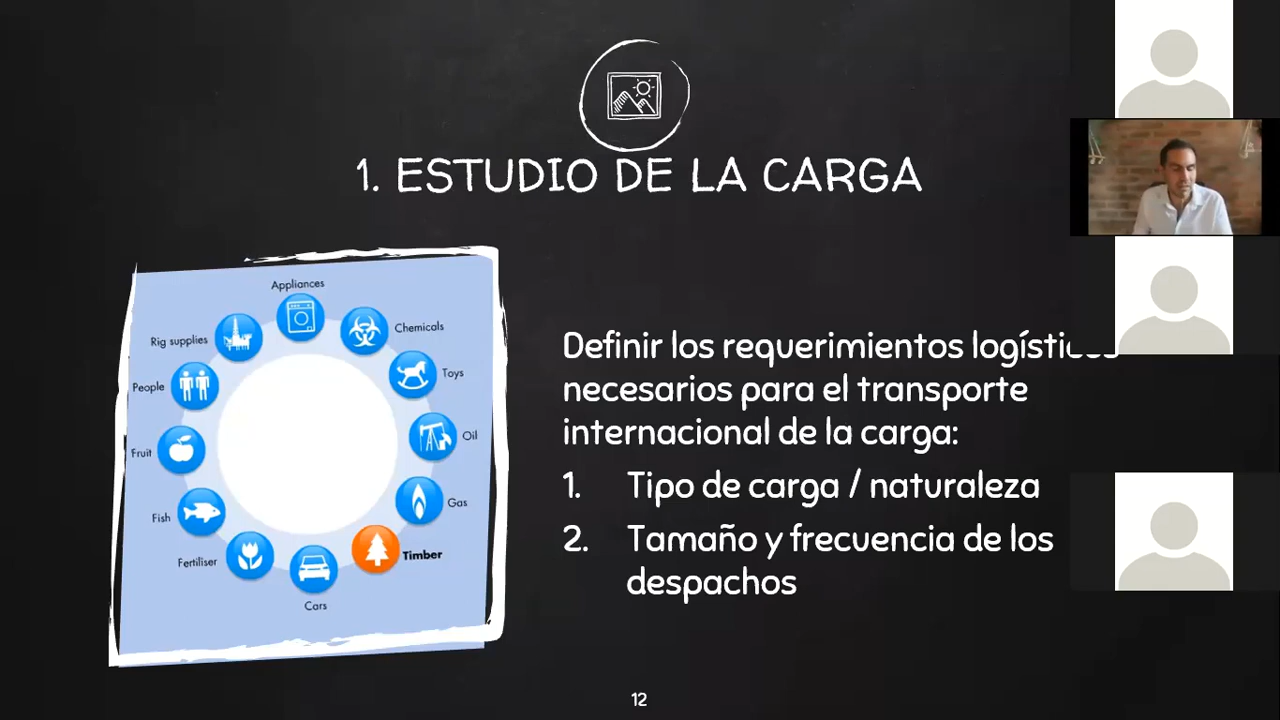 1. ESTUDIO DE LA CARGA
Appliances
Chemicals
Rig supplies
Toys
People
Oil
Fruit
Gas
Fish
Timber
Fertiliser
Cars
Definir los requerimientos logísticos
necesarios para el transporte
internacional de la carga:
1. Tipo de carga / naturaleza
2. Tamaño y frecuencia de los
despachos
12